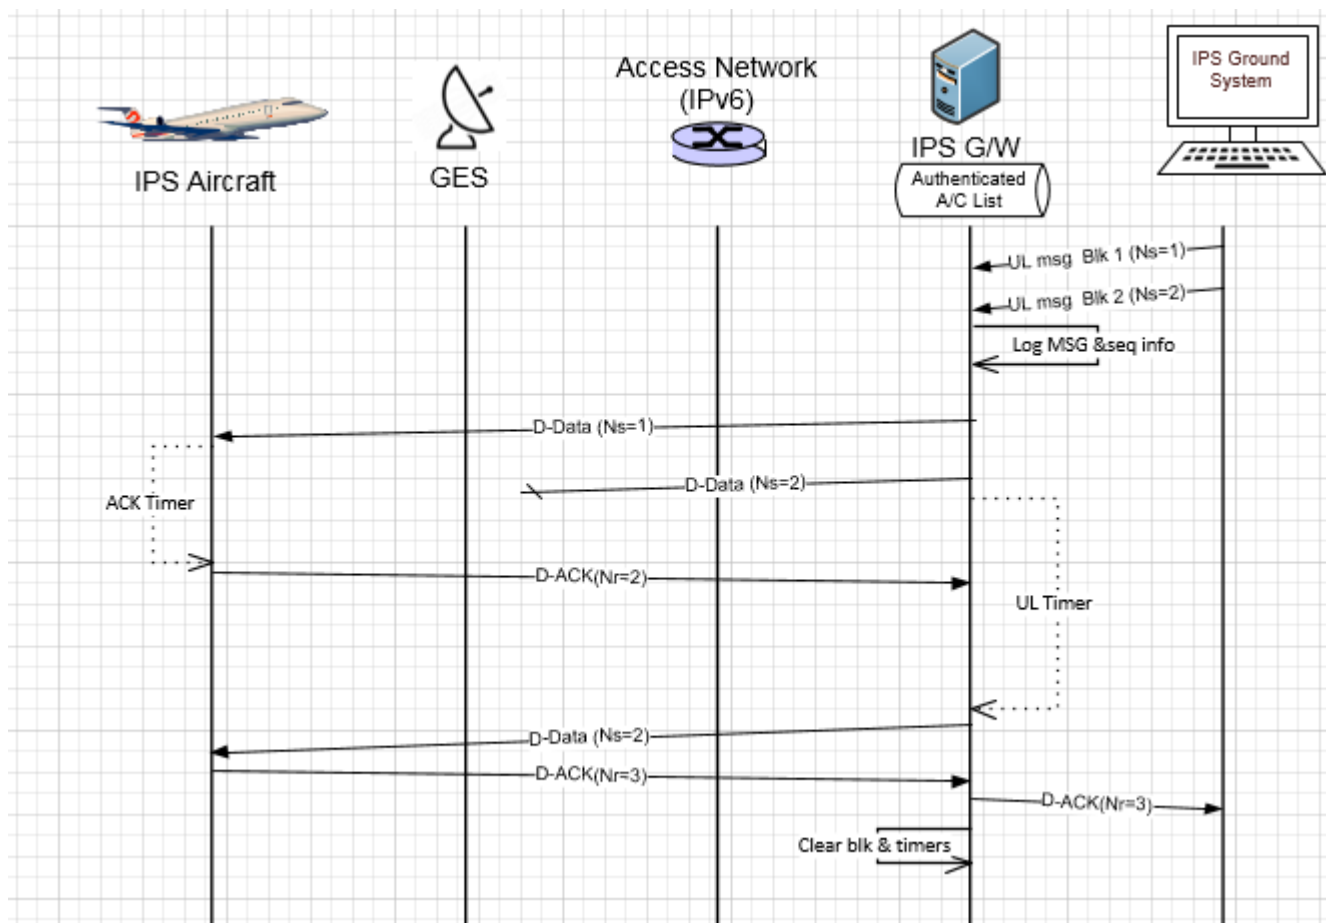 IPS Ground
System
Access Network
(IPv6)
IPS Aircraft
GES
IPS G/W
Authenticated
A/C List
UL msg  Blk 1 (Ns=1)
UL msg  Blk 2 (Ns=2)
Log MSG &seq info
D-Data (Ns=1)
D-Data (Ns=2)
ACK Timer
D-ACK(Nr=2)
UL Timer
D-Data (Ns=2)
D-ACK(Nr=3)
D-ACK(Nr=3)
Clear blk & timers